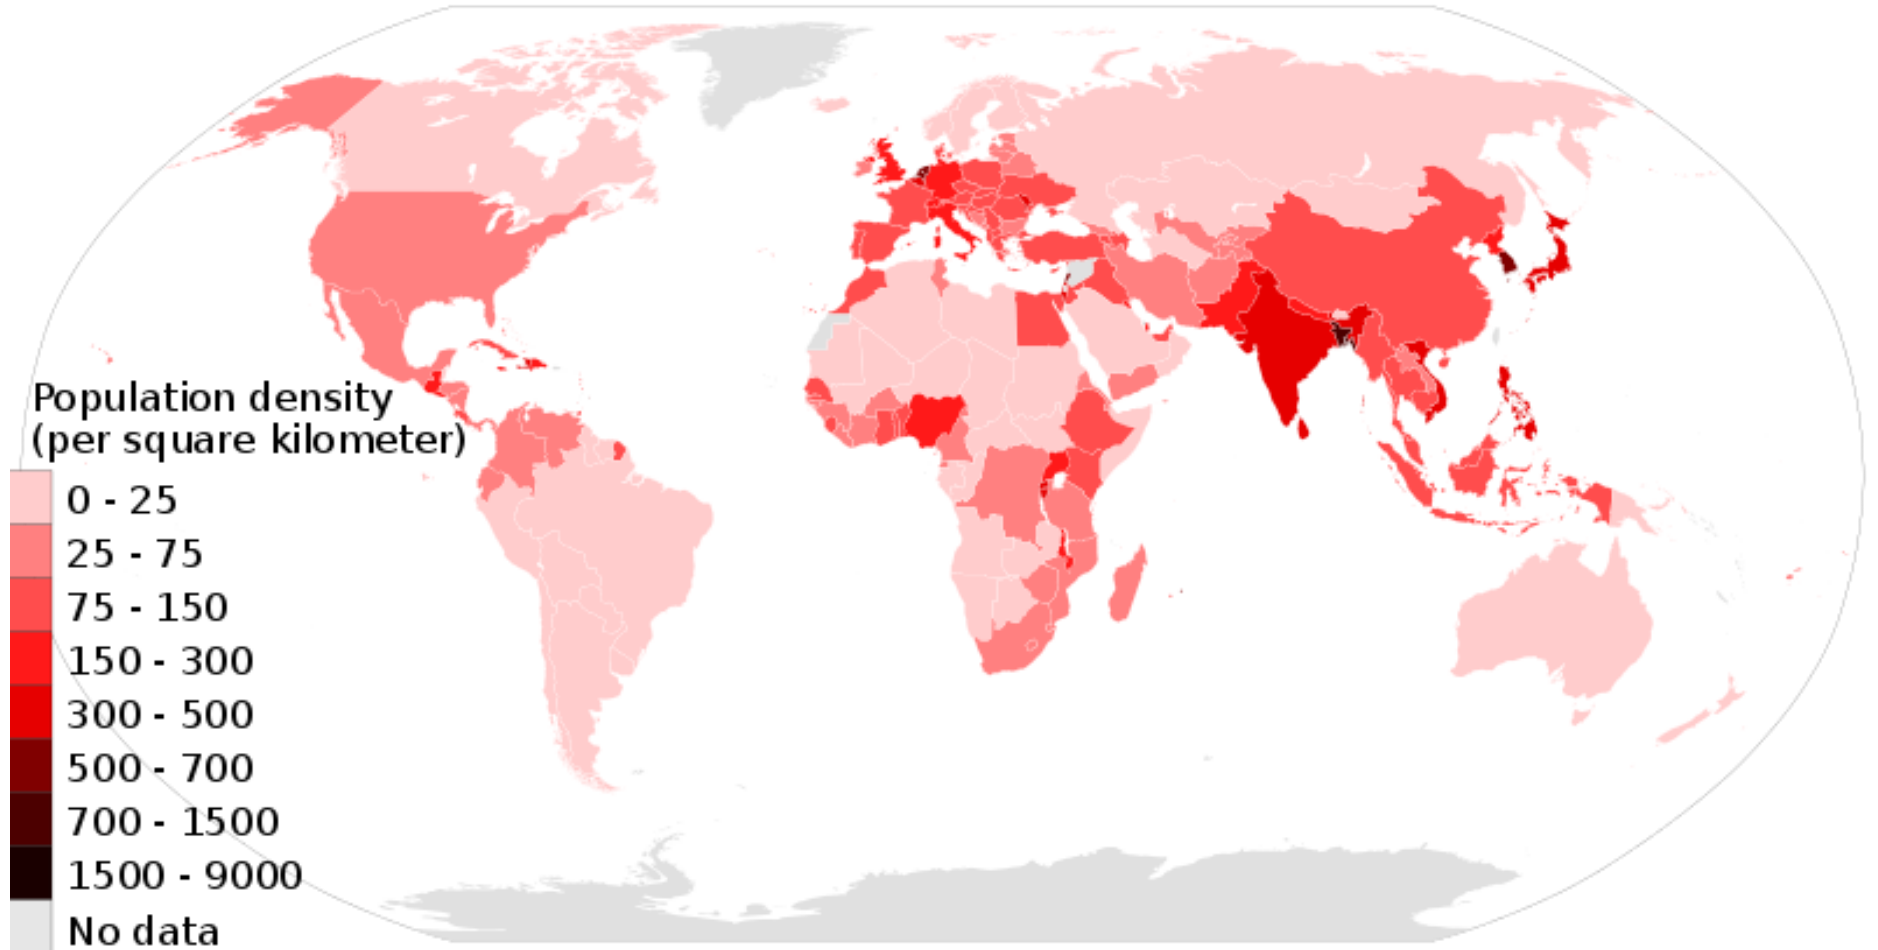 Population density
(per square kilometer)
0 - 25
25 - 75
75 - 150
150 - 300
300 - 500
500 - 700
700 - 1500
1500 - 9000
No data